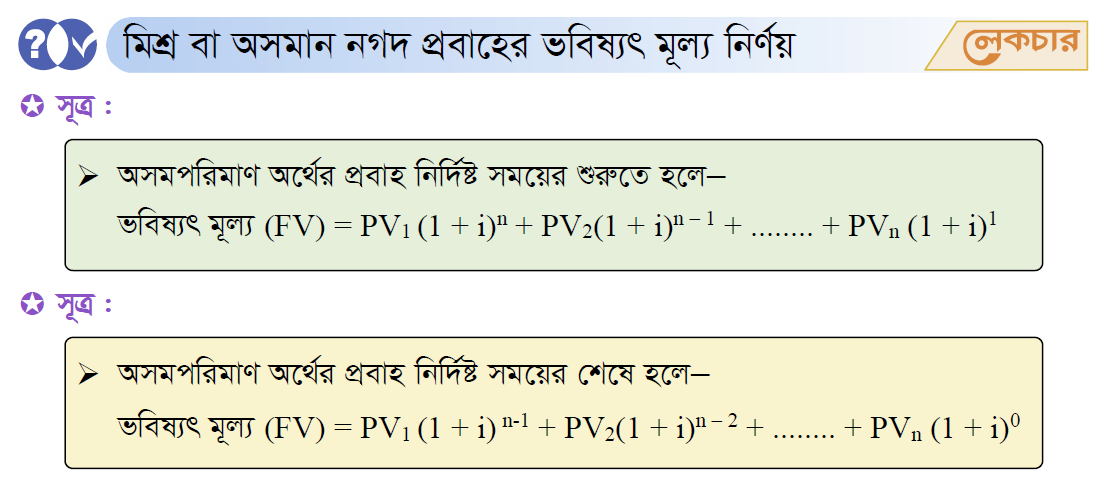 মিশ্র বা অসমান নগদ প্রবাহের ভবিষ্যৎ মূল্য নির্ণয়
লেকচার
✪ সূত্র :
➢ অসমপরিমাণ অর্থের প্রবাহ নির্দিষ্ট সময়ের শুরুতে হলে–
ভবিষ্যৎ মূল্য (FV) = PV₁ (1 + i)ⁿ + PV₂(1 + i)ⁿ ⁻ ¹ + ........ + PVₙ (1 + i)¹
✪ সূত্র :
➢ অসমপরিমাণ অর্থের প্রবাহ নির্দিষ্ট সময়ের শেষে হলে–
ভবিষ্যৎ মূল্য (FV) = PV₁ (1 + i) ⁿ⁻¹ + PV₂(1 + i)ⁿ ⁻ ² + ........ + PVₙ (1 + i)⁰